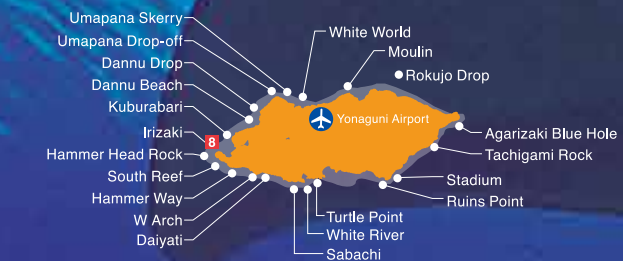 Umapana Skerry
Umapana Drop-off
Dannu Drop
Dannu Beach
Kuburabari
Irizaki
8
Hammer Head Rock
South Reef
Hammer Way
W Arch
Daiyati
White World
Moulin
Rokujo Drop
Yonaguni Airport
Agarizaki Blue Hole
Tachigami Rock
Stadium
Ruins Point
Turtle Point
White River
Sabachi